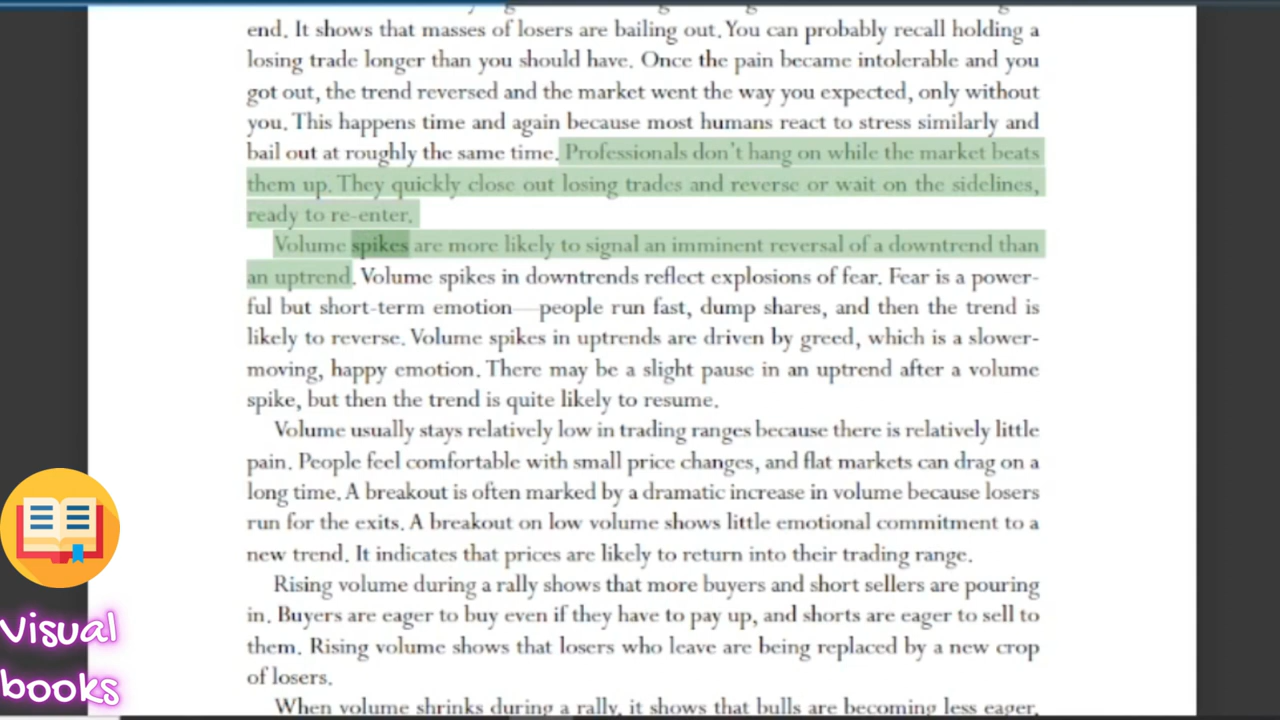 end. It shows that masses of losers are bailing out. You can probably recall holding a
losing trade longer than you should have. Once the pain became intolerable and you
got out, the trend reversed and the market went the way you expected, only without
you. This happens time and again because most humans react to stress similarly and
bail out at roughly the same time. Professionals don't hang on while the market beats
them up. They quickly close out losing trades and reverse or wait on the sidelines,
ready to re-enter.
Volume spikes are more likely to signal an imminent reversal of a downtrend than
an uptrend. Volume spikes in downtrends reflect explosions of fear. Fear is a power-
ful but short-term emotion—people run fast, dump shares, and then the trend is
likely to reverse. Volume spikes in uptrends are driven by greed, which is a slower-
moving, happy emotion. There may be a slight pause in an uptrend after a volume
spike, but then the trend is quite likely to resume.
Volume usually stays relatively low in trading ranges because there is relatively little
pain. People feel comfortable with small price changes, and flat markets can drag on a
long time. A breakout is often marked by a dramatic increase in volume because losers
run for the exits. A breakout on low volume shows little emotional commitment to a
new trend. It indicates that prices are likely to return into their trading range.
Rising volume during a rally shows that more buyers and short sellers are pouring
in. Buyers are eager to buy even if they have to pay up, and shorts are eager to sell to
them. Rising volume shows that losers who leave are being replaced by a new crop
of losers.
When volume shrinks during a rally, it shows that bulls are becoming less eager,
Visual
books